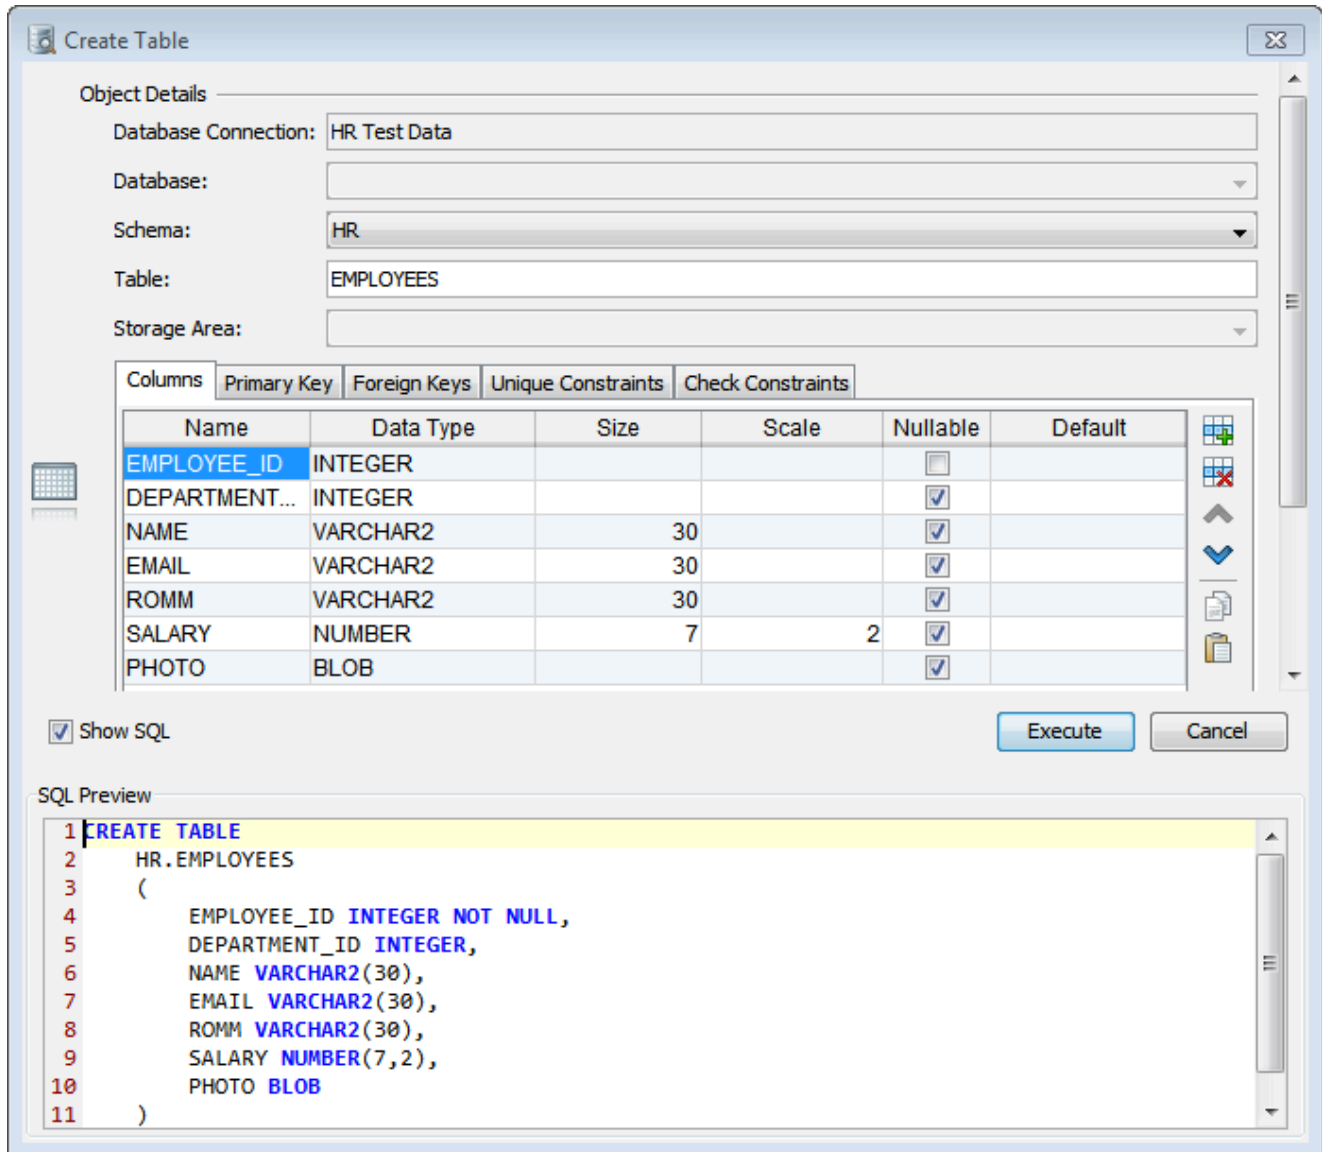 Create Table
Object Details
Database Connection: HR Test Data
Database:
Schema: HR
Table: EMPLOYEES
Storage Area:
Columns Primary Key Foreign Keys Unique Constraints Check Constraints
Name Data Type Size Scale Nullable Default
EMPLOYEE_ID INTEGER
DEPARTMENT... INTEGER
NAME VARCHAR2 30
EMAIL VARCHAR2 30
ROMM VARCHAR2 30
SALARY NUMBER 7 2
PHOTO BLOB
Show SQL Execute Cancel
SQL Preview
1 CREATE TABLE
2 HR.EMPLOYEES
3 (
4 EMPLOYEE_ID INTEGER NOT NULL,
5 DEPARTMENT_ID INTEGER,
6 NAME VARCHAR2(30),
7 EMAIL VARCHAR2(30),
8 ROMM VARCHAR2(30),
9 SALARY NUMBER(7,2),
10 PHOTO BLOB
11 )